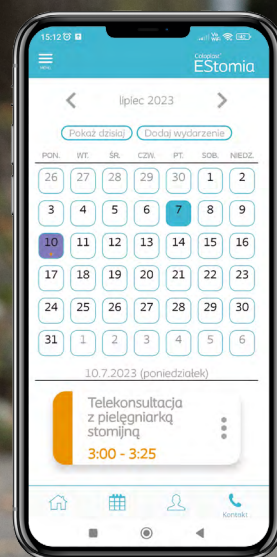 15:12
MENU
Coloplast®
EStomia
lipiec 2023
Pokaż dzisiaj
Dodaj wydarzenie
PON. WT. ŚR. CZW. PT. SOB. NIEDZ.
26 27 28 29 30 1 2
3 4 5 6 7 8 9
10 11 12 13 14 15 16
17 18 19 20 21 22 23
24 25 26 27 28 29 30
31 1 2 3 4 5 6
10.7.2023 (poniedziałek)
Telekonsultacja
z pielęgniarką
stomijną
3:00 - 3:25
Kontakt